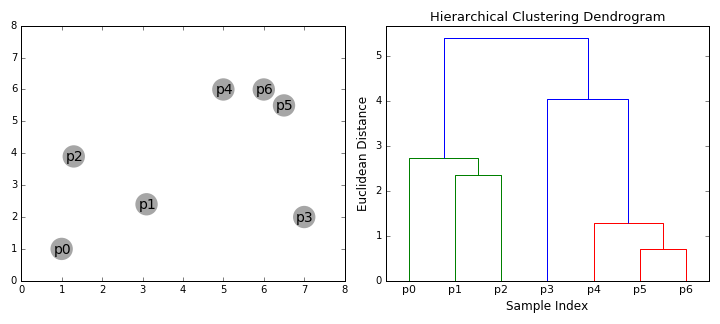 Hierarchical Clustering Dendrogram
8
7
6
5
4
3
2
1
0
p4 p6
p5
p2
p1
p3
p0
0 1 2 3 4 5 6 7 8
Euclidean Distance
5
4
3
2
1
0
p0 p1 p2 p3 p4 p5 p6
Sample Index